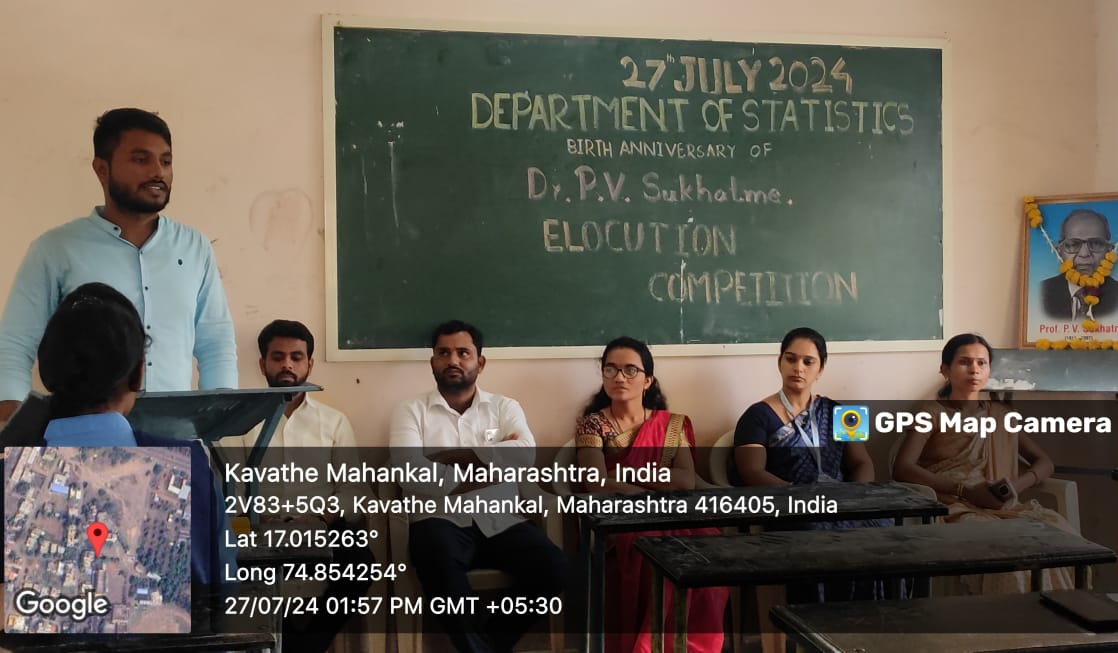 27th JULY 2024
DEPARTMENT OF STATISTICS
BIRTH ANNIVERSARY OF
Dr. P.V. Sukhatme.
ELOCUTION
COMPETITION
Prof. P. V. Sukhatm
GPS Map Camera
Kavathe Mahankal, Maharashtra, India
2V83+5Q3, Kavathe Mahankal, Maharashtra 416405, India
Lat 17.015263°
Long 74.854254°
27/07/24 01:57 PM GMT +05:30
Google